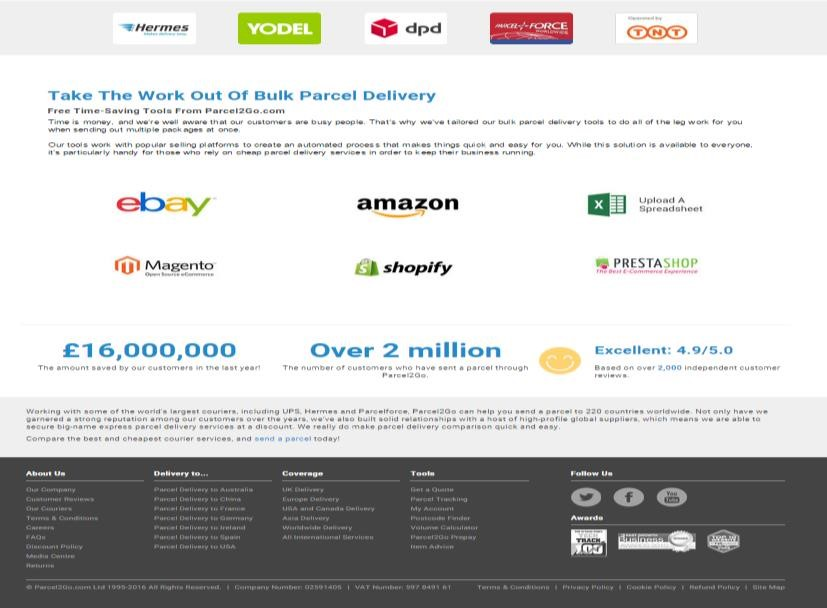 Hermes
YODEL
dpd
PARCEL FORCE
WORLDWIDE
Operated by
TNT
Take The Work Out Of Bulk Parcel Delivery
Free Time-Saving Tools From Parcel2Go.com
Time is money, and we're well aware that our customers are busy people. That's why we've tailored our bulk parcel delivery tools to do all of the leg work for you
when sending out multiple packages at once.
Our tools work with popular selling platforms to create an automated process that makes things quick and easy for you. While this solution is available to everyone,
it's particularly handy for those who rely on cheap parcel delivery services in order to keep their business running.
ebay
amazon
Upload A
Spreadsheet
Magento
Open Source eCommerce
shopify
PRESTASHOP
The Best E-Commerce Experience
£16,000,000
The amount saved by our customers in the last year!
Over 2 million
The number of customers who have sent a parcel through
Parcel2Go.
Excellent: 4.9/5.0
Based on over 2,000 independent customer
reviews.
Working with some of the world's largest couriers, including UPS, Hermes and Parcelforce, Parcel2Go can help you send a parcel to 220 countries worldwide. Not only have we
garnered a strong reputation among our customers over the years, we've also built solid relationships with a host of high-profile global suppliers, which means we are able to
secure big-name express parcel delivery services at a discount. We really do make parcel delivery comparison quick and easy.
Compare the best and cheapest courier services, and send a parcel today!
About Us
Our Company
Customer Reviews
Our Couriers
Terms & Conditions
Careers
FAQs
Discount Policy
Media Centre
Returns
Delivery to...
Parcel Delivery to Australia
Parcel Delivery to China
Parcel Delivery to France
Parcel Delivery to Germany
Parcel Delivery to Ireland
Parcel Delivery to Spain
Parcel Delivery to USA
Coverage
UK Delivery
Europe Delivery
USA and Canada Delivery
Asia Delivery
Worldwide Delivery
All International Services
Tools
Get a Quote
Parcel Tracking
My Account
Postcode Finder
Volume Calculator
Parcel2Go Prepay
Item Advice
Follow Us
You
Tube
Awards
TECH
TRACK
100
Business
© Parcel2Go.com Ltd 1995-2016 All Rights Reserved. | Company Number: 02591405 | VAT Number: 597 8491 61
Terms & Conditions | Privacy Policy | Cookie Policy | Refund Policy | Site Map